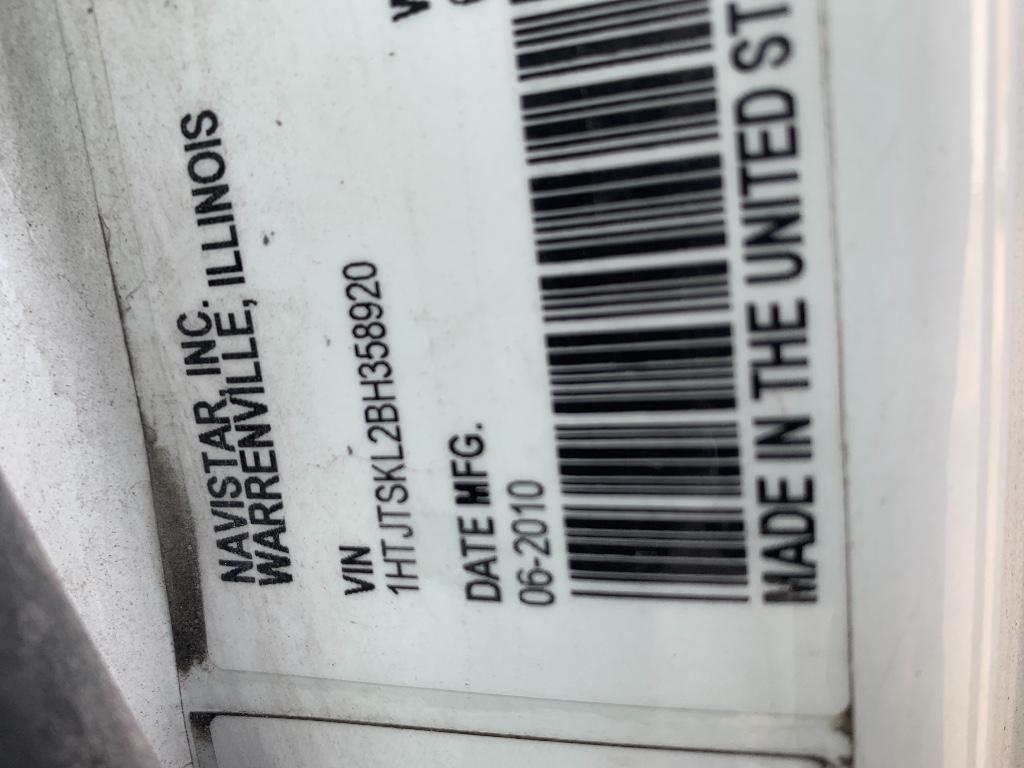 NAVISTAR, INC.
WARRENVILLE, ILLINOIS
VIN
1HTJTSKL2BH358920
DATE MFG.
06-2010
MADE IN THE UNITED ST